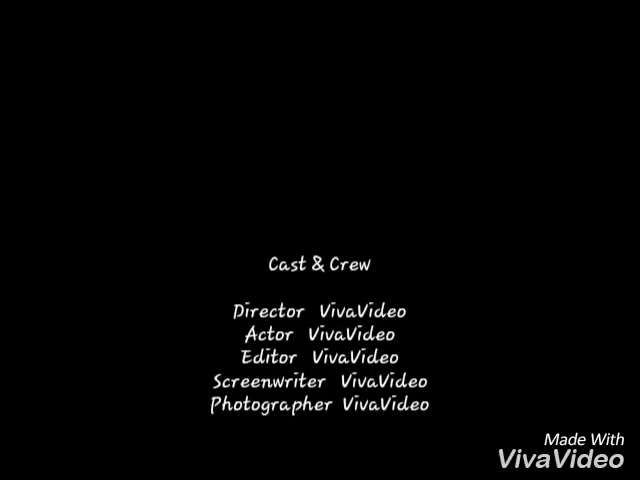 Cast & Crew
Director VivaVideo
Actor VivaVideo
Editor VivaVideo
Screenwriter VivaVideo
Photographer VivaVideo
Made With
VivaVideo